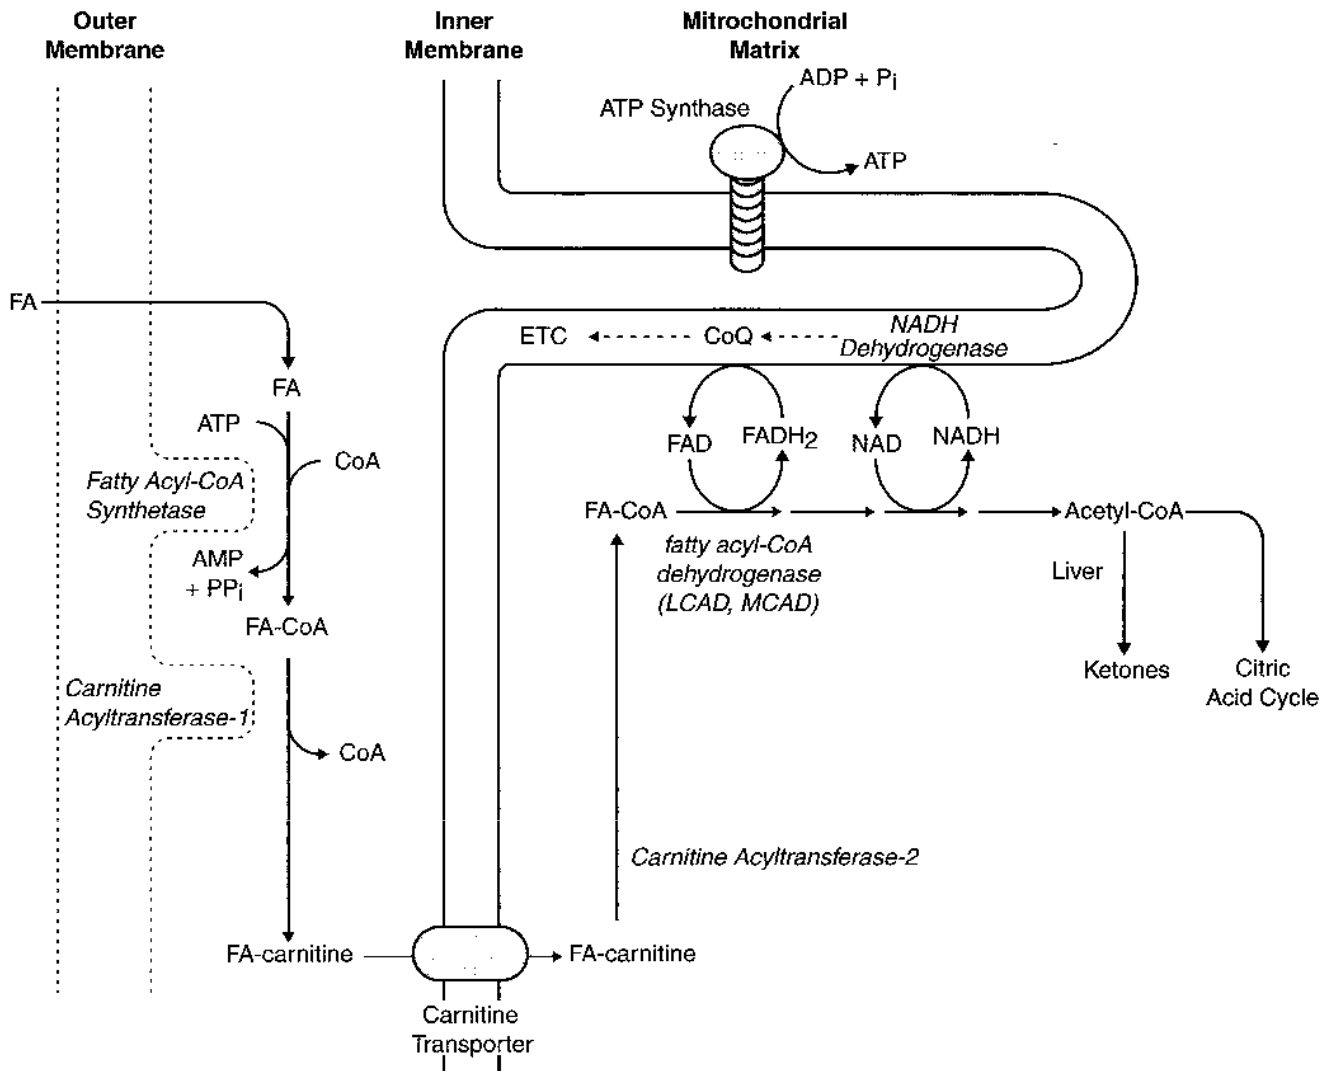 Outer
Membrane
Inner
Membrane
Mitrochondrial
Matrix
ADP + Pi
ATP Synthase
ATP
FA
ETC
CoQ
NADH
Dehydrogenase
FA
ATP
CoA
Fatty Acyl-CoA
Synthetase
AMP
+ PPi
FA-CoA
Carnitine
Acyltransferase-1
CoA
FA-carnitine
Carnitine
Transporter
FA-carnitine
Carnitine Acyltransferase-2
FAD
FADH2
NAD
NADH
FA-CoA
fatty acyl-CoA
dehydrogenase
(LCAD, MCAD)
Acetyl-CoA
Liver
Ketones
Citric
Acid Cycle